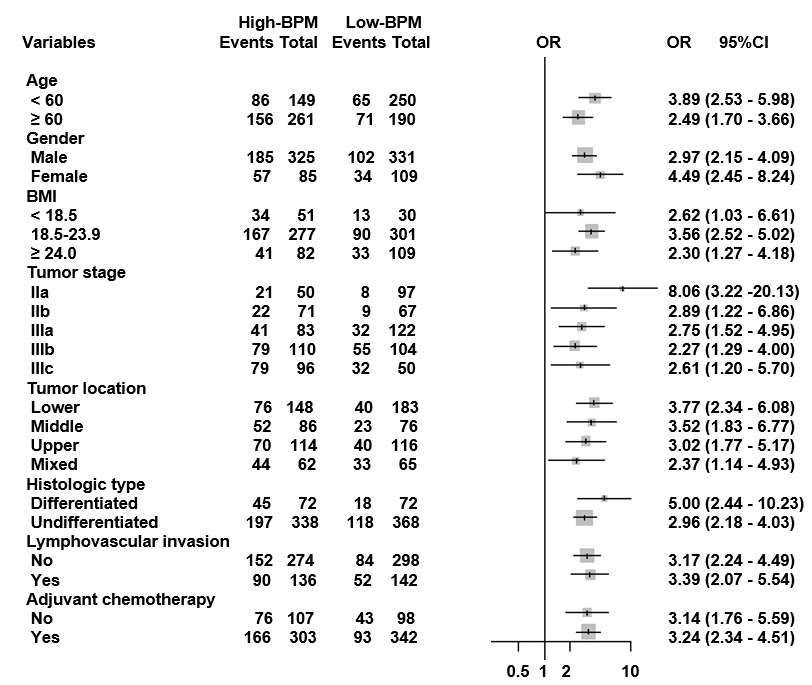 High-BPM Low-BPM
Variables Events Total Events Total OR OR 95%CI
Age
< 60 86 149 65 250 3.89 (2.53 - 5.98)
≥ 60 156 261 71 190 2.49 (1.70 - 3.66)
Gender
Male 185 325 102 331 2.97 (2.15 - 4.09)
Female 57 85 34 109 4.49 (2.45 - 8.24)
BMI
< 18.5 34 51 13 30 2.62 (1.03 - 6.61)
18.5-23.9 167 277 90 301 3.56 (2.52 - 5.02)
≥ 24.0 41 82 33 109 2.30 (1.27 - 4.18)
Tumor stage
IIa 21 50 8 97 8.06 (3.22 -20.13)
IIb 22 71 9 67 2.89 (1.22 - 6.86)
IIIa 41 83 32 122 2.75 (1.52 - 4.95)
IIIb 79 110 55 104 2.27 (1.29 - 4.00)
IIIc 79 96 32 50 2.61 (1.20 - 5.70)
Tumor location
Lower 76 148 40 183 3.77 (2.34 - 6.08)
Middle 52 86 23 76 3.52 (1.83 - 6.77)
Upper 70 114 40 116 3.02 (1.77 - 5.17)
Mixed 44 62 33 65 2.37 (1.14 - 4.93)
Histologic type
Differentiated 45 72 18 72 5.00 (2.44 - 10.23)
Undifferentiated 197 338 118 368 2.96 (2.18 - 4.03)
Lymphovascular invasion
No 152 274 84 298 3.17 (2.24 - 4.49)
Yes 90 136 52 142 3.39 (2.07 - 5.54)
Adjuvant chemotherapy
No 76 107 43 98 3.14 (1.76 - 5.59)
Yes 166 303 93 342 3.24 (2.34 - 4.51)
0.5 1 2 10